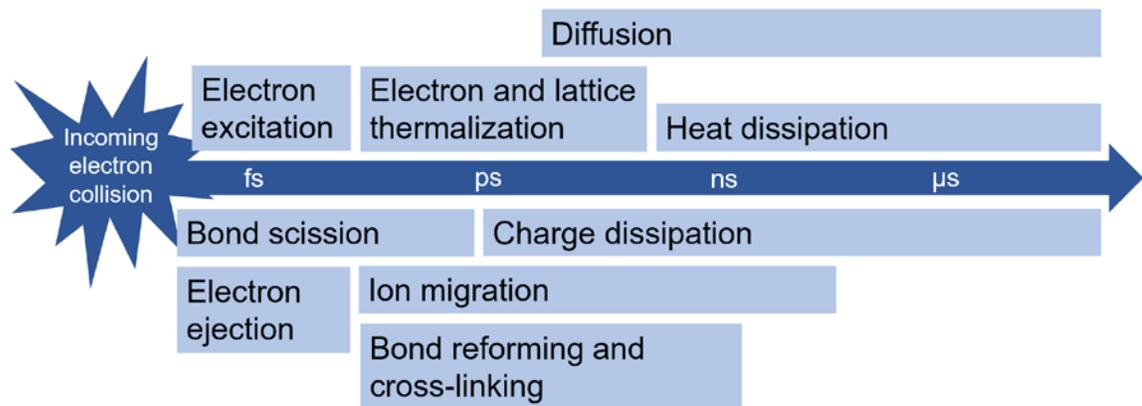 Diffusion
Electron
excitation
Electron and lattice
thermalization
Heat dissipation
Incoming
electron
collision
fs
ps
ns
µs
Bond scission
Charge dissipation
Electron
ejection
Ion migration
Bond reforming and
cross-linking